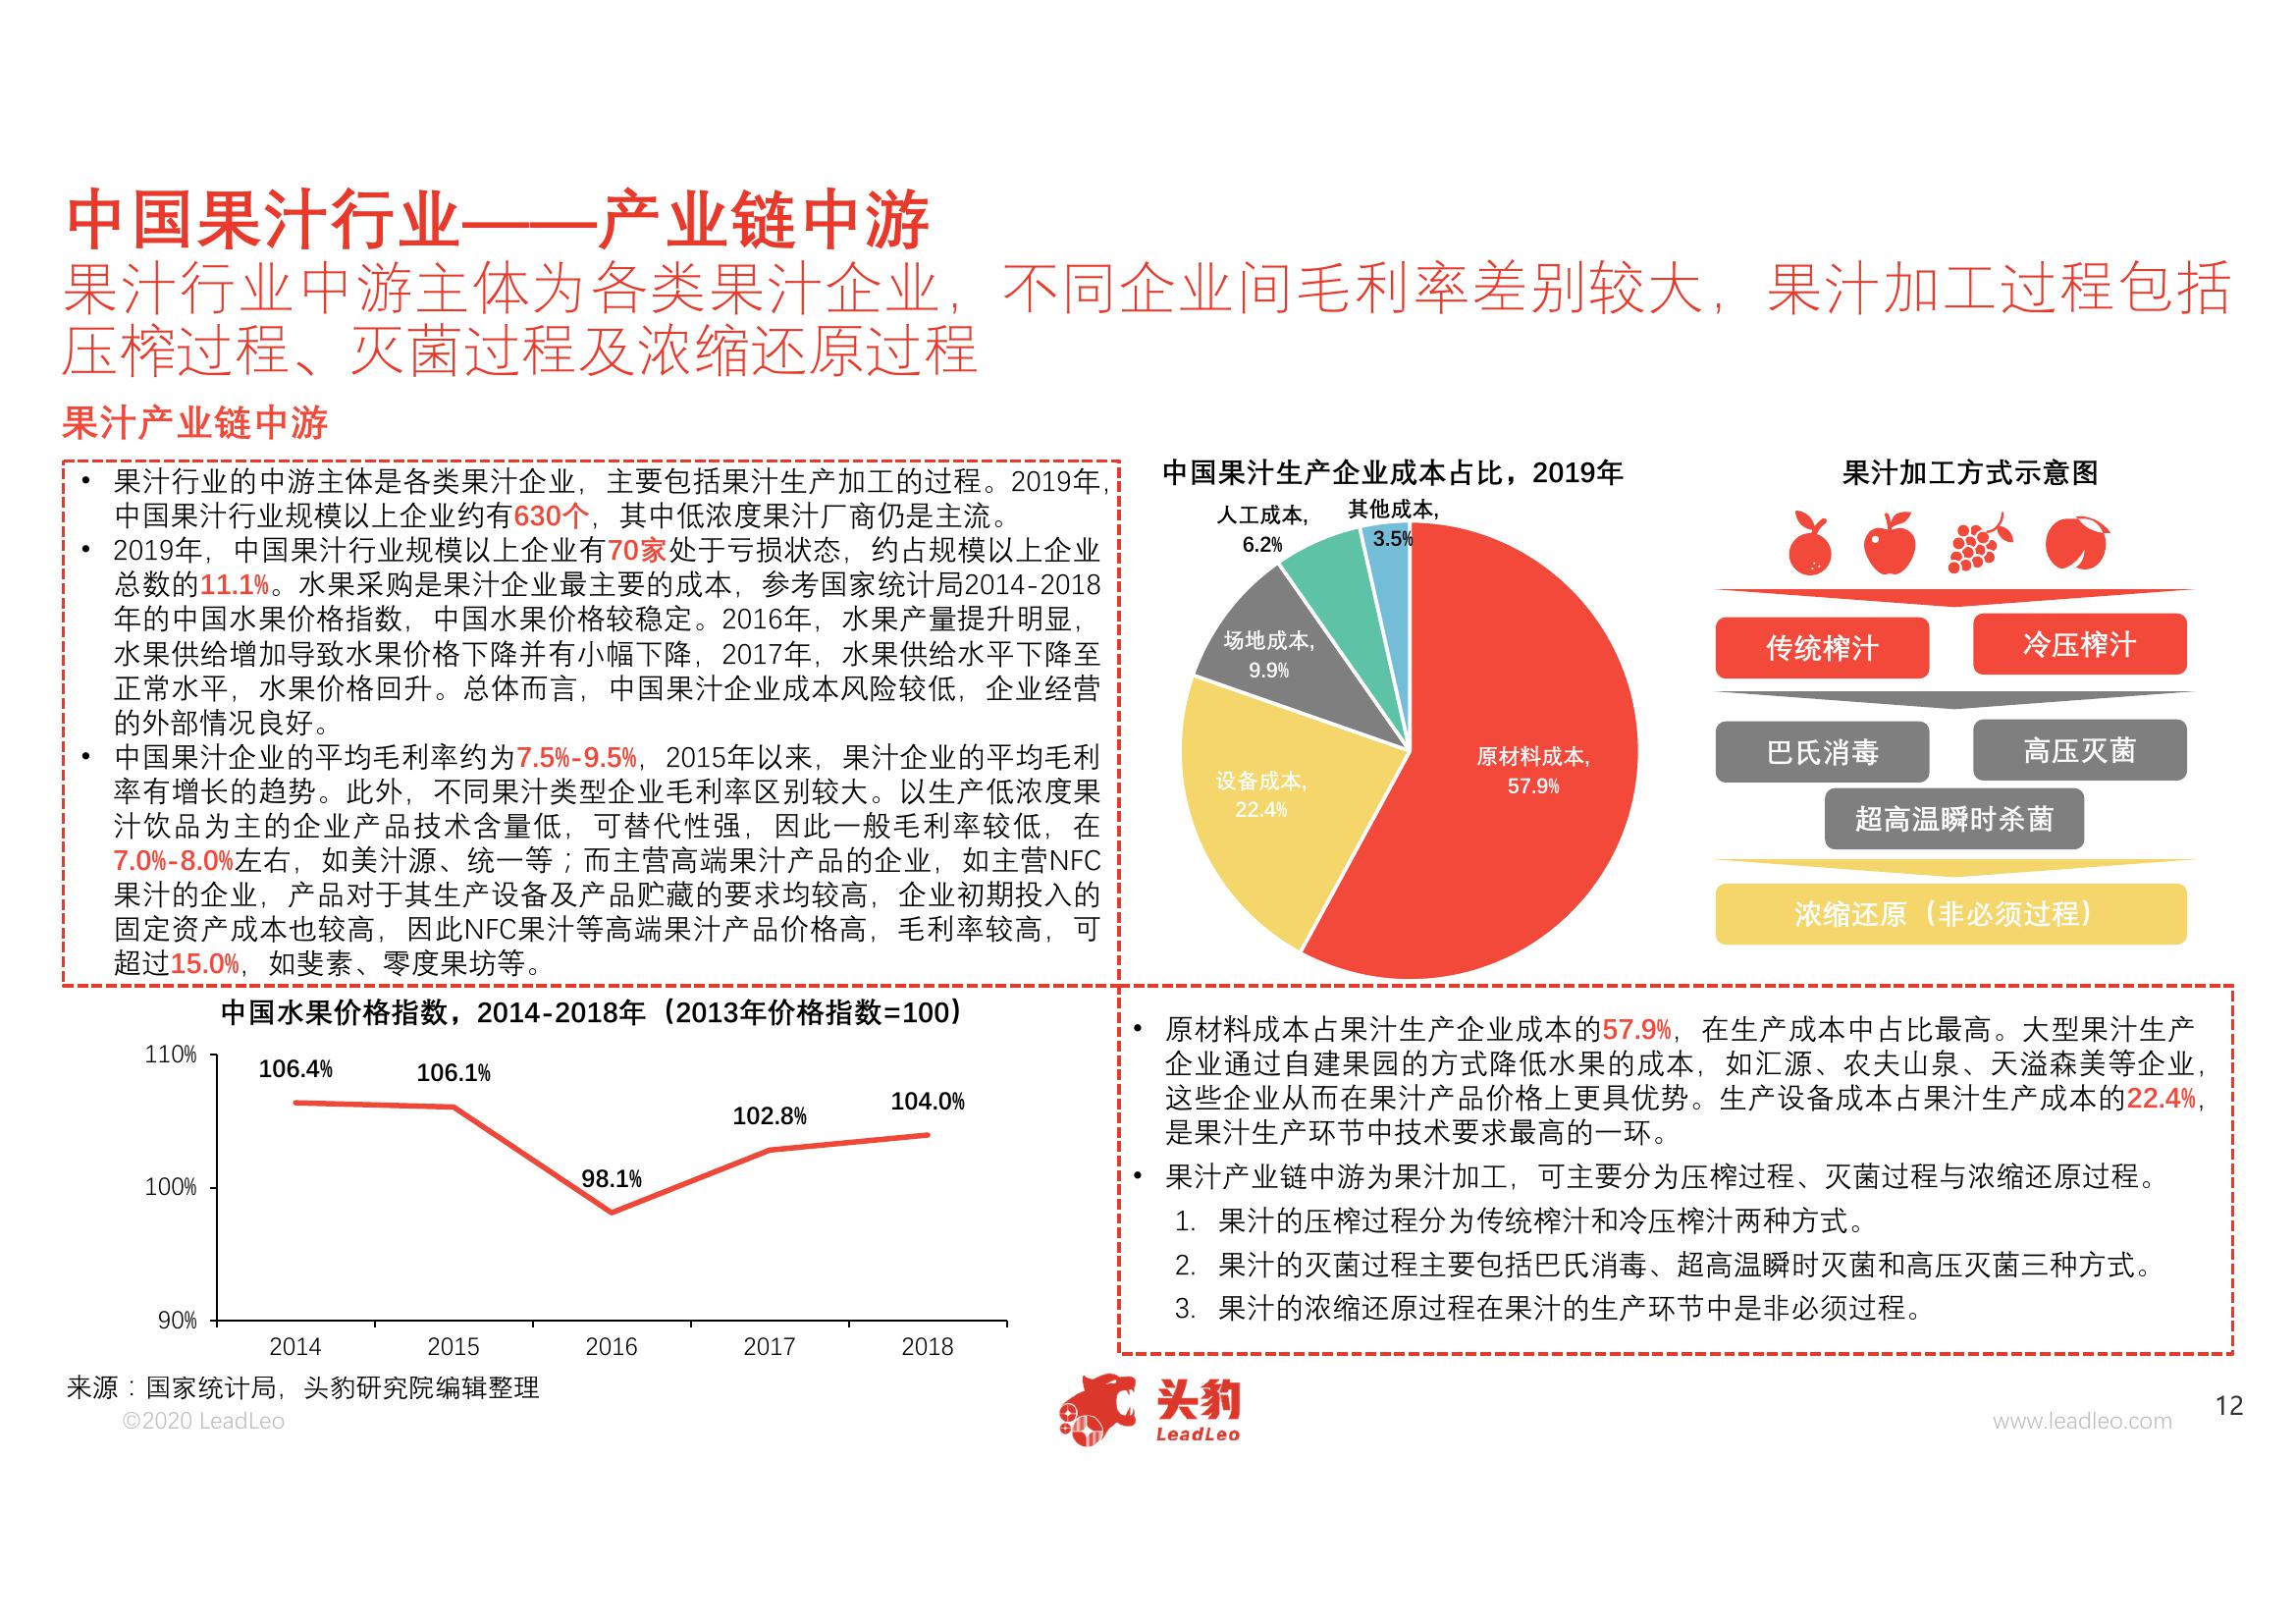 中国果汁行业——产业链中游
果汁行业中游主体为各类果汁企业，不同企业间毛利率差别较大，果汁加工过程包括
压榨过程、灭菌过程及浓缩还原过程
果汁产业链中游
• 果汁行业的中游主体是各类果汁企业，主要包括果汁生产加工的过程。2019年，
中国果汁行业规模以上企业约有630个，其中低浓度果汁厂商仍是主流。
• 2019年，中国果汁行业规模以上企业有70家处于亏损状态，约占规模以上企业
总数的11.1%。水果采购是果汁企业最主要的成本，参考国家统计局2014-2018
年的中国水果价格指数，中国水果价格较稳定。2016年，水果产量提升明显，
水果供给增加导致水果价格下降并有小幅下降，2017年，水果供给水平下降至
正常水平，水果价格回升。总体而言，中国果汁企业成本风险较低，企业经营
的外部情况良好。
• 中国果汁企业的平均毛利率约为7.5%-9.5%，2015年以来，果汁企业的平均毛利
率有增长的趋势。此外，不同果汁类型企业毛利率区别较大。以生产低浓度果
汁饮品为主的企业产品技术含量低，可替代性强，因此一般毛利率较低，在
7.0%-8.0%左右，如美汁源、统一等；而主营高端果汁产品的企业，如主营NFC
果汁的企业，产品对于其生产设备及产品贮藏的要求均较高，企业初期投入的
固定资产成本也较高，因此NFC果汁等高端果汁产品价格高，毛利率较高，可
超过15.0%，如斐素、零度果坊等。
中国果汁生产企业成本占比，2019年
其他成本,
3.5%
人工成本,
6.2%
场地成本,
9.9%
设备成本,
22.4%
原材料成本,
57.9%
果汁加工方式示意图
传统榨汁
冷压榨汁
巴氏消毒
高压灭菌
超高温瞬时杀菌
浓缩还原（非必须过程）
中国水果价格指数，2014-2018年（2013年价格指数=100）
110%
100%
90%
106.4%
106.1%
98.1%
102.8%
104.0%
2014
2015
2016
2017
2018
• 原材料成本占果汁生产企业成本的57.9%，在生产成本中占比最高。大型果汁生产
企业通过自建果园的方式降低水果的成本，如汇源、农夫山泉、天溢森美等企业，
这些企业从而在果汁产品价格上更具优势。生产设备成本占果汁生产成本的22.4%，
是果汁生产环节中技术要求最高的一环。
• 果汁产业链中游为果汁加工，可主要分为压榨过程、灭菌过程与浓缩还原过程。
1. 果汁的压榨过程分为传统榨汁和冷压榨汁两种方式。
2. 果汁的灭菌过程主要包括巴氏消毒、超高温瞬时灭菌和高压灭菌三种方式。
3. 果汁的浓缩还原过程在果汁的生产环节中是非必须过程。
来源：国家统计局，头豹研究院编辑整理
©2020 LeadLeo
头豹
LeadLeo
www.leadleo.com
12